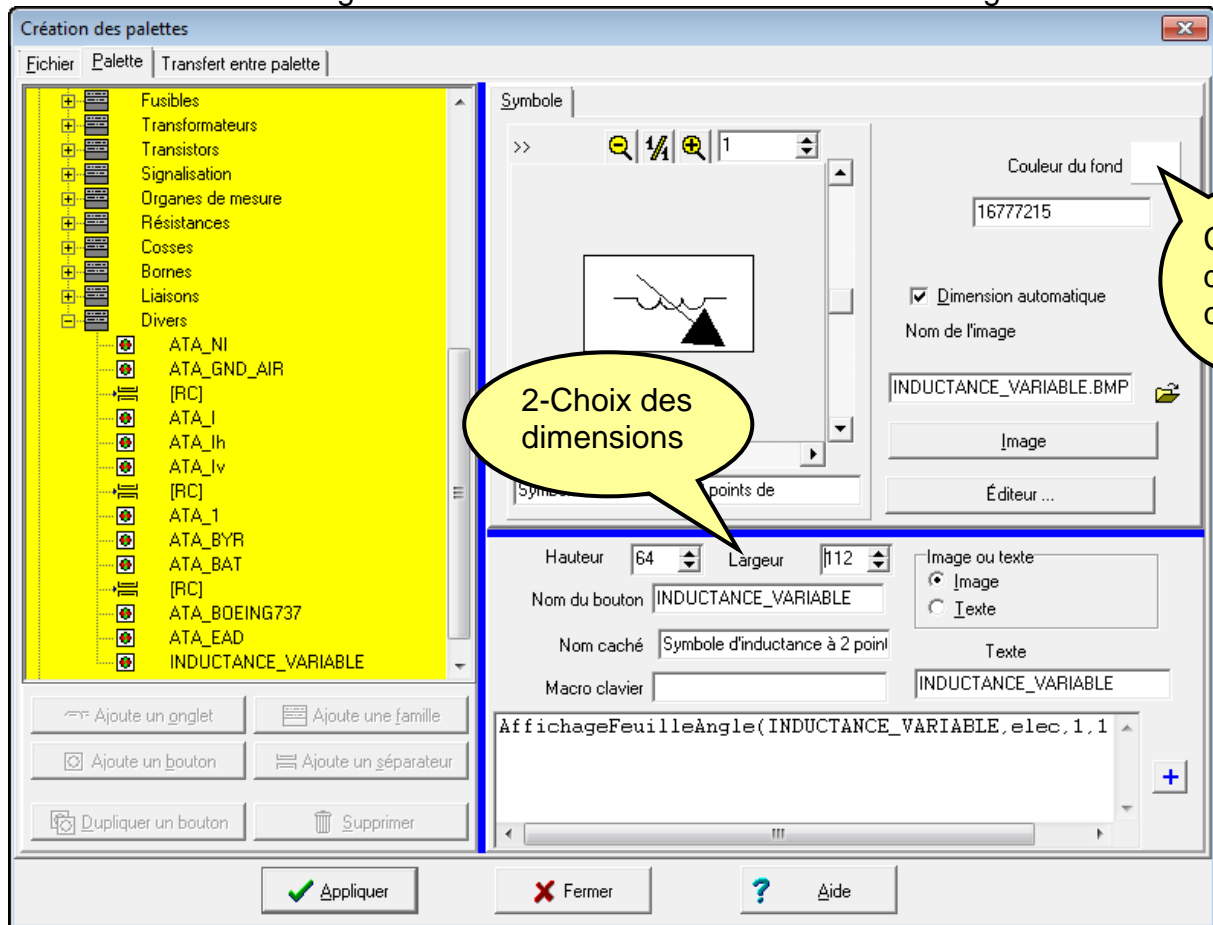 Création des palettes
Fichier Palette Transfert entre palette
Fusibles
Transformateurs
Transistors
Signalisation
Organes de mesure
Résistances
Cosses
Bornes
Liaisons
Divers
ATA_NI
ATA_GND_AIR
[RC]
ATA_I
ATA_Ih
ATA_Iv
[RC]
ATA_1
ATA_BYR
ATA_BAT
[RC]
ATA_BOEING737
ATA_EAD
INDUCTANCE_VARIABLE
Ajoute un onglet
Ajoute une famille
Ajoute un bouton
Ajoute un séparateur
Dupliquer un bouton
Supprimer
Symbole
>> 1/1 1
Couleur du fond
16777215
Dimension automatique
Nom de l'image
INDUCTANCE_VARIABLE.BMP
Image
Éditeur ...
2-Choix des
dimensions
points de
Hauteur 64 Largeur 112
Nom du bouton INDUCTANCE_VARIABLE
Nom caché Symbole d'inductance à 2 point
Macro clavier
Image ou texte
Image
Texte
Texte
INDUCTANCE_VARIABLE
AffichageFeuilleAngle(INDUCTANCE_VARIABLE,elec,1,1
+
Appliquer
Fermer
? Aide